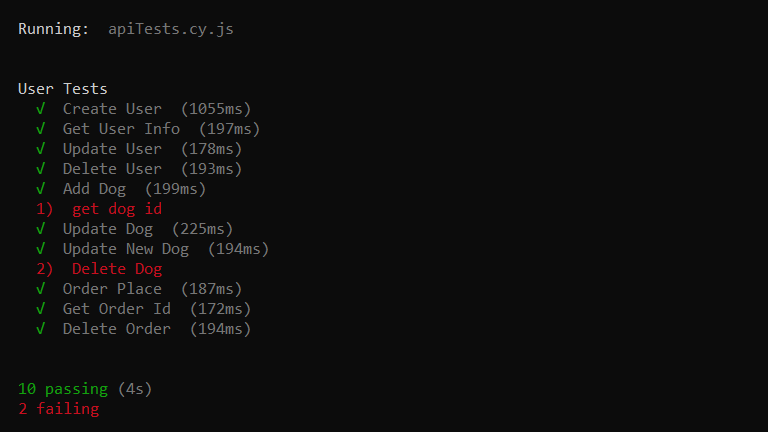 Running:  apiTests.cy.js
User Tests
√  Create User  (1055ms)
√  Get User Info  (197ms)
√  Update User  (178ms)
√  Delete User  (193ms)
√  Add Dog  (199ms)
1)  get dog id
√  Update Dog  (225ms)
√  Update New Dog  (194ms)
2)  Delete Dog
√  Order Place  (187ms)
√  Get Order Id  (172ms)
√  Delete Order  (194ms)
10 passing (4s)
2 failing